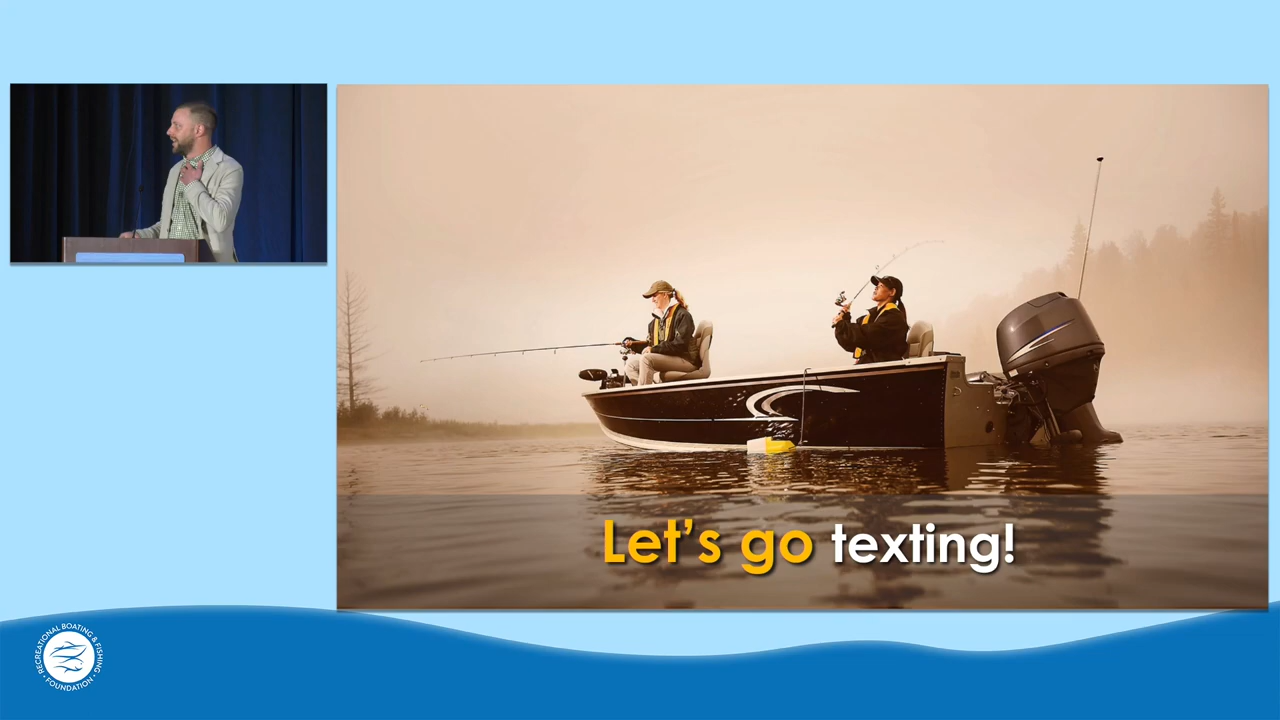 Let's go texting!
RECREATIONAL BOATING & FISHING
• FOUNDATION •